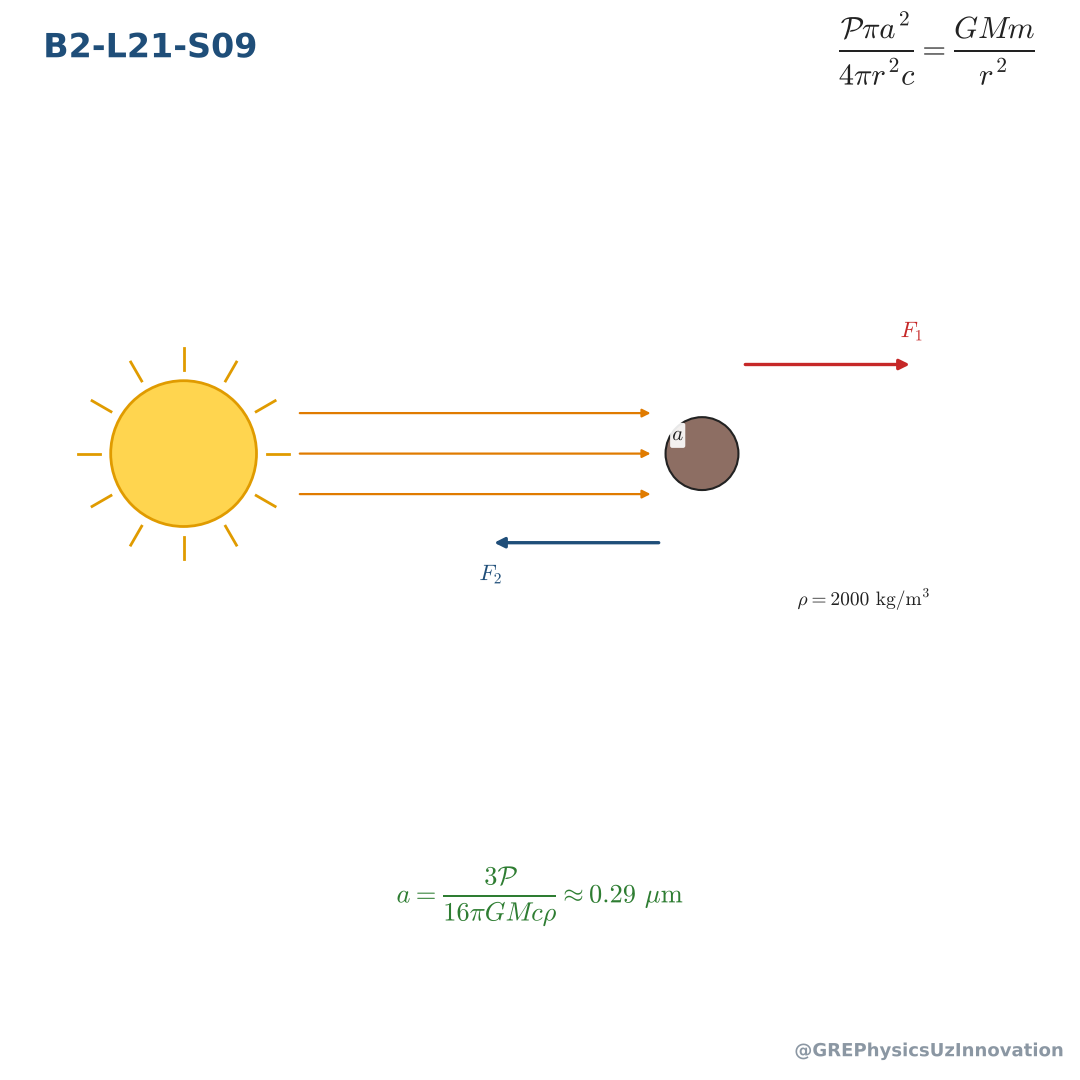 B2-L21-S09
$\frac{\mathcal{P}\pi a^2}{4\pi r^2 c} = \frac{GMm}{r^2}$
$F_1$
$a$
$F_2$
$\rho = 2000\ \mathrm{kg/m^3}$
$a = \frac{3\mathcal{P}}{16\pi GMc\rho} \approx 0.29\ \mu\mathrm{m}$
@GREPhysicsUzInnovation